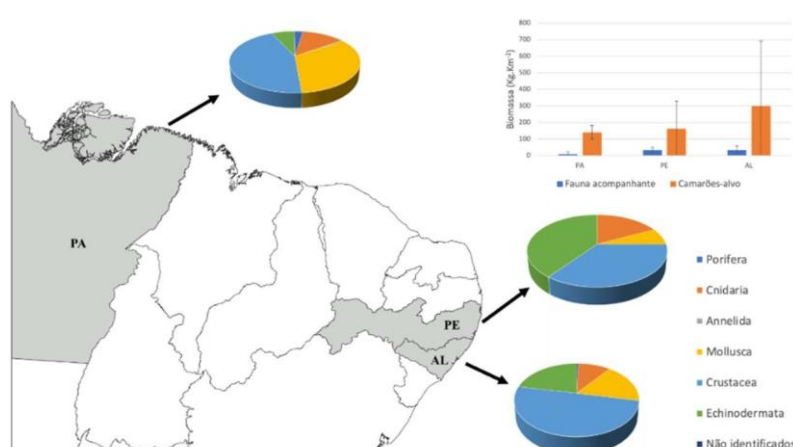 Biomassa (Kg.Km⁻²)
800
700
600
500
400
300
200
100
0
PA
PE
AL
Fauna acompanhante
Camarões-alvo
PA
PE
AL
Porifera
Cnidaria
Annelida
Mollusca
Crustacea
Echinodermata
Não identificados